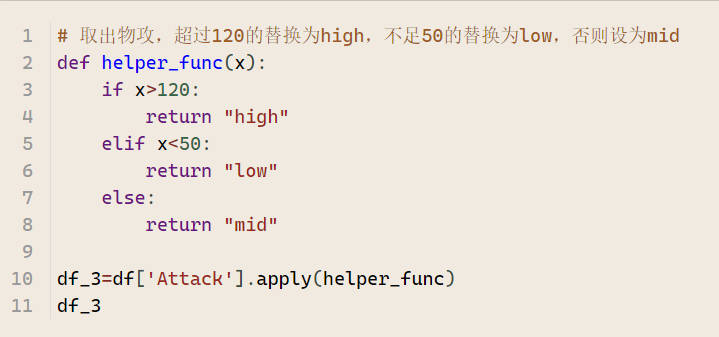 1 # 取出物攻，超过120的替换为high，不足50的替换为low，否则设为mid
2 def helper_func(x):
3     if x>120:
4         return "high"
5     elif x<50:
6         return "low"
7     else:
8         return "mid"
9
10 df_3=df['Attack'].apply(helper_func)
11 df_3